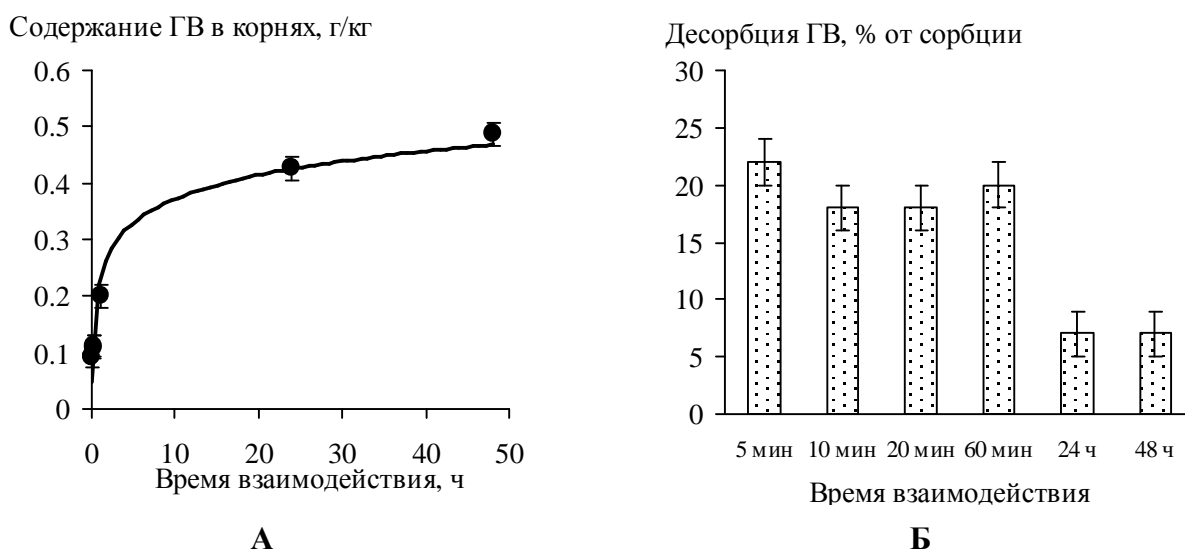 Содержание ГВ в корнях, г/кг
0.6
0.5
0.4
0.3
0.2
0.1
0
0 10 20 30 40 50
Время взаимодействия, ч
А
Десорбция ГВ, % от сорбции
30
25
20
15
10
5
0
5 мин 10 мин 20 мин 60 мин 24 ч 48 ч
Время взаимодействия
Б